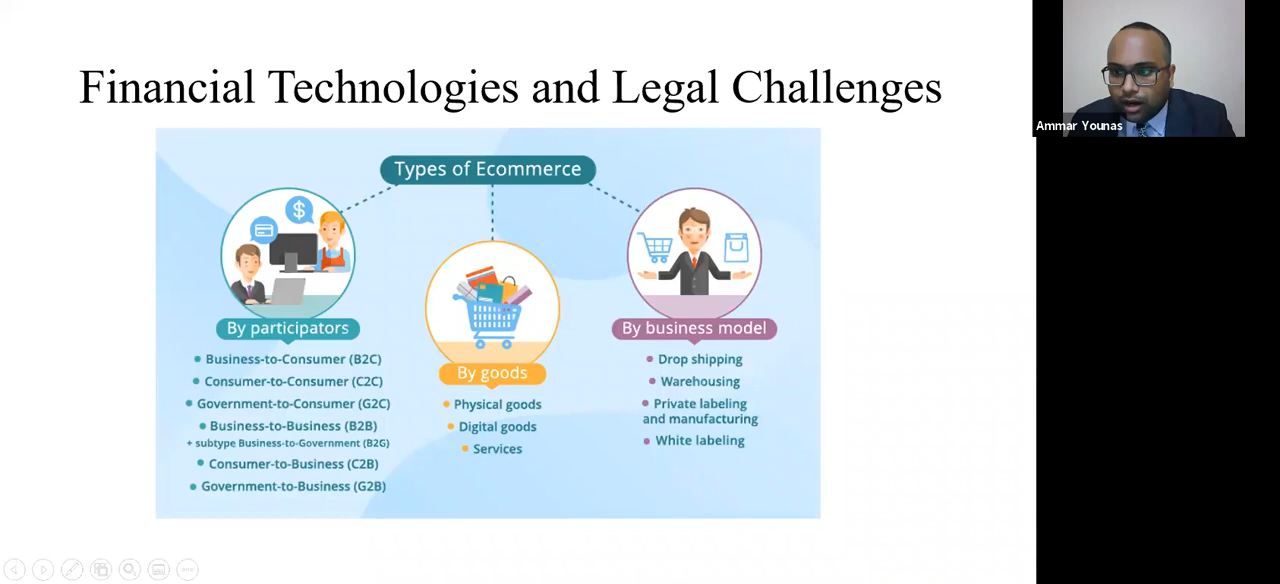 Financial Technologies and Legal Challenges
Types of Ecommerce
By participators
Business-to-Consumer (B2C)
Consumer-to-Consumer (C2C)
Government-to-Consumer (G2C)
Business-to-Business (B2B)
+ subtype Business-to-Government (B2G)
Consumer-to-Business (C2B)
Government-to-Business (G2B)
By goods
Physical goods
Digital goods
Services
By business model
Drop shipping
Warehousing
Private labeling
and manufacturing
White labeling
Ammar Younas